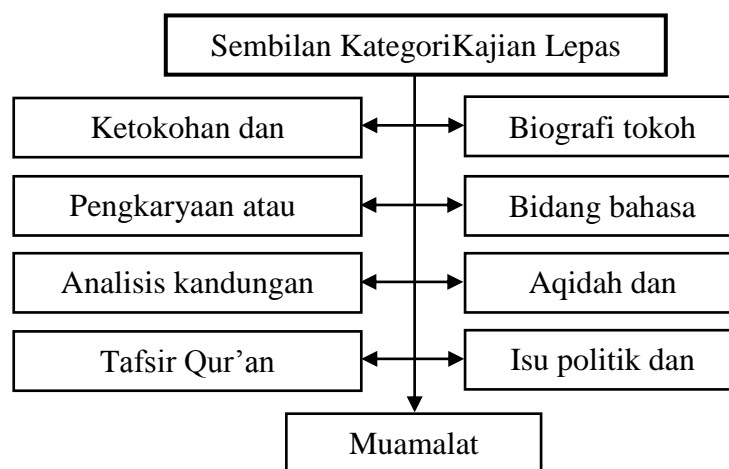 Sembilan KategoriKajian Lepas
Ketokohan dan
Biografi tokoh
Pengkaryaan atau
Bidang bahasa
Analisis kandungan
Aqidah dan
Tafsir Qur’an
Isu politik dan
Muamalat